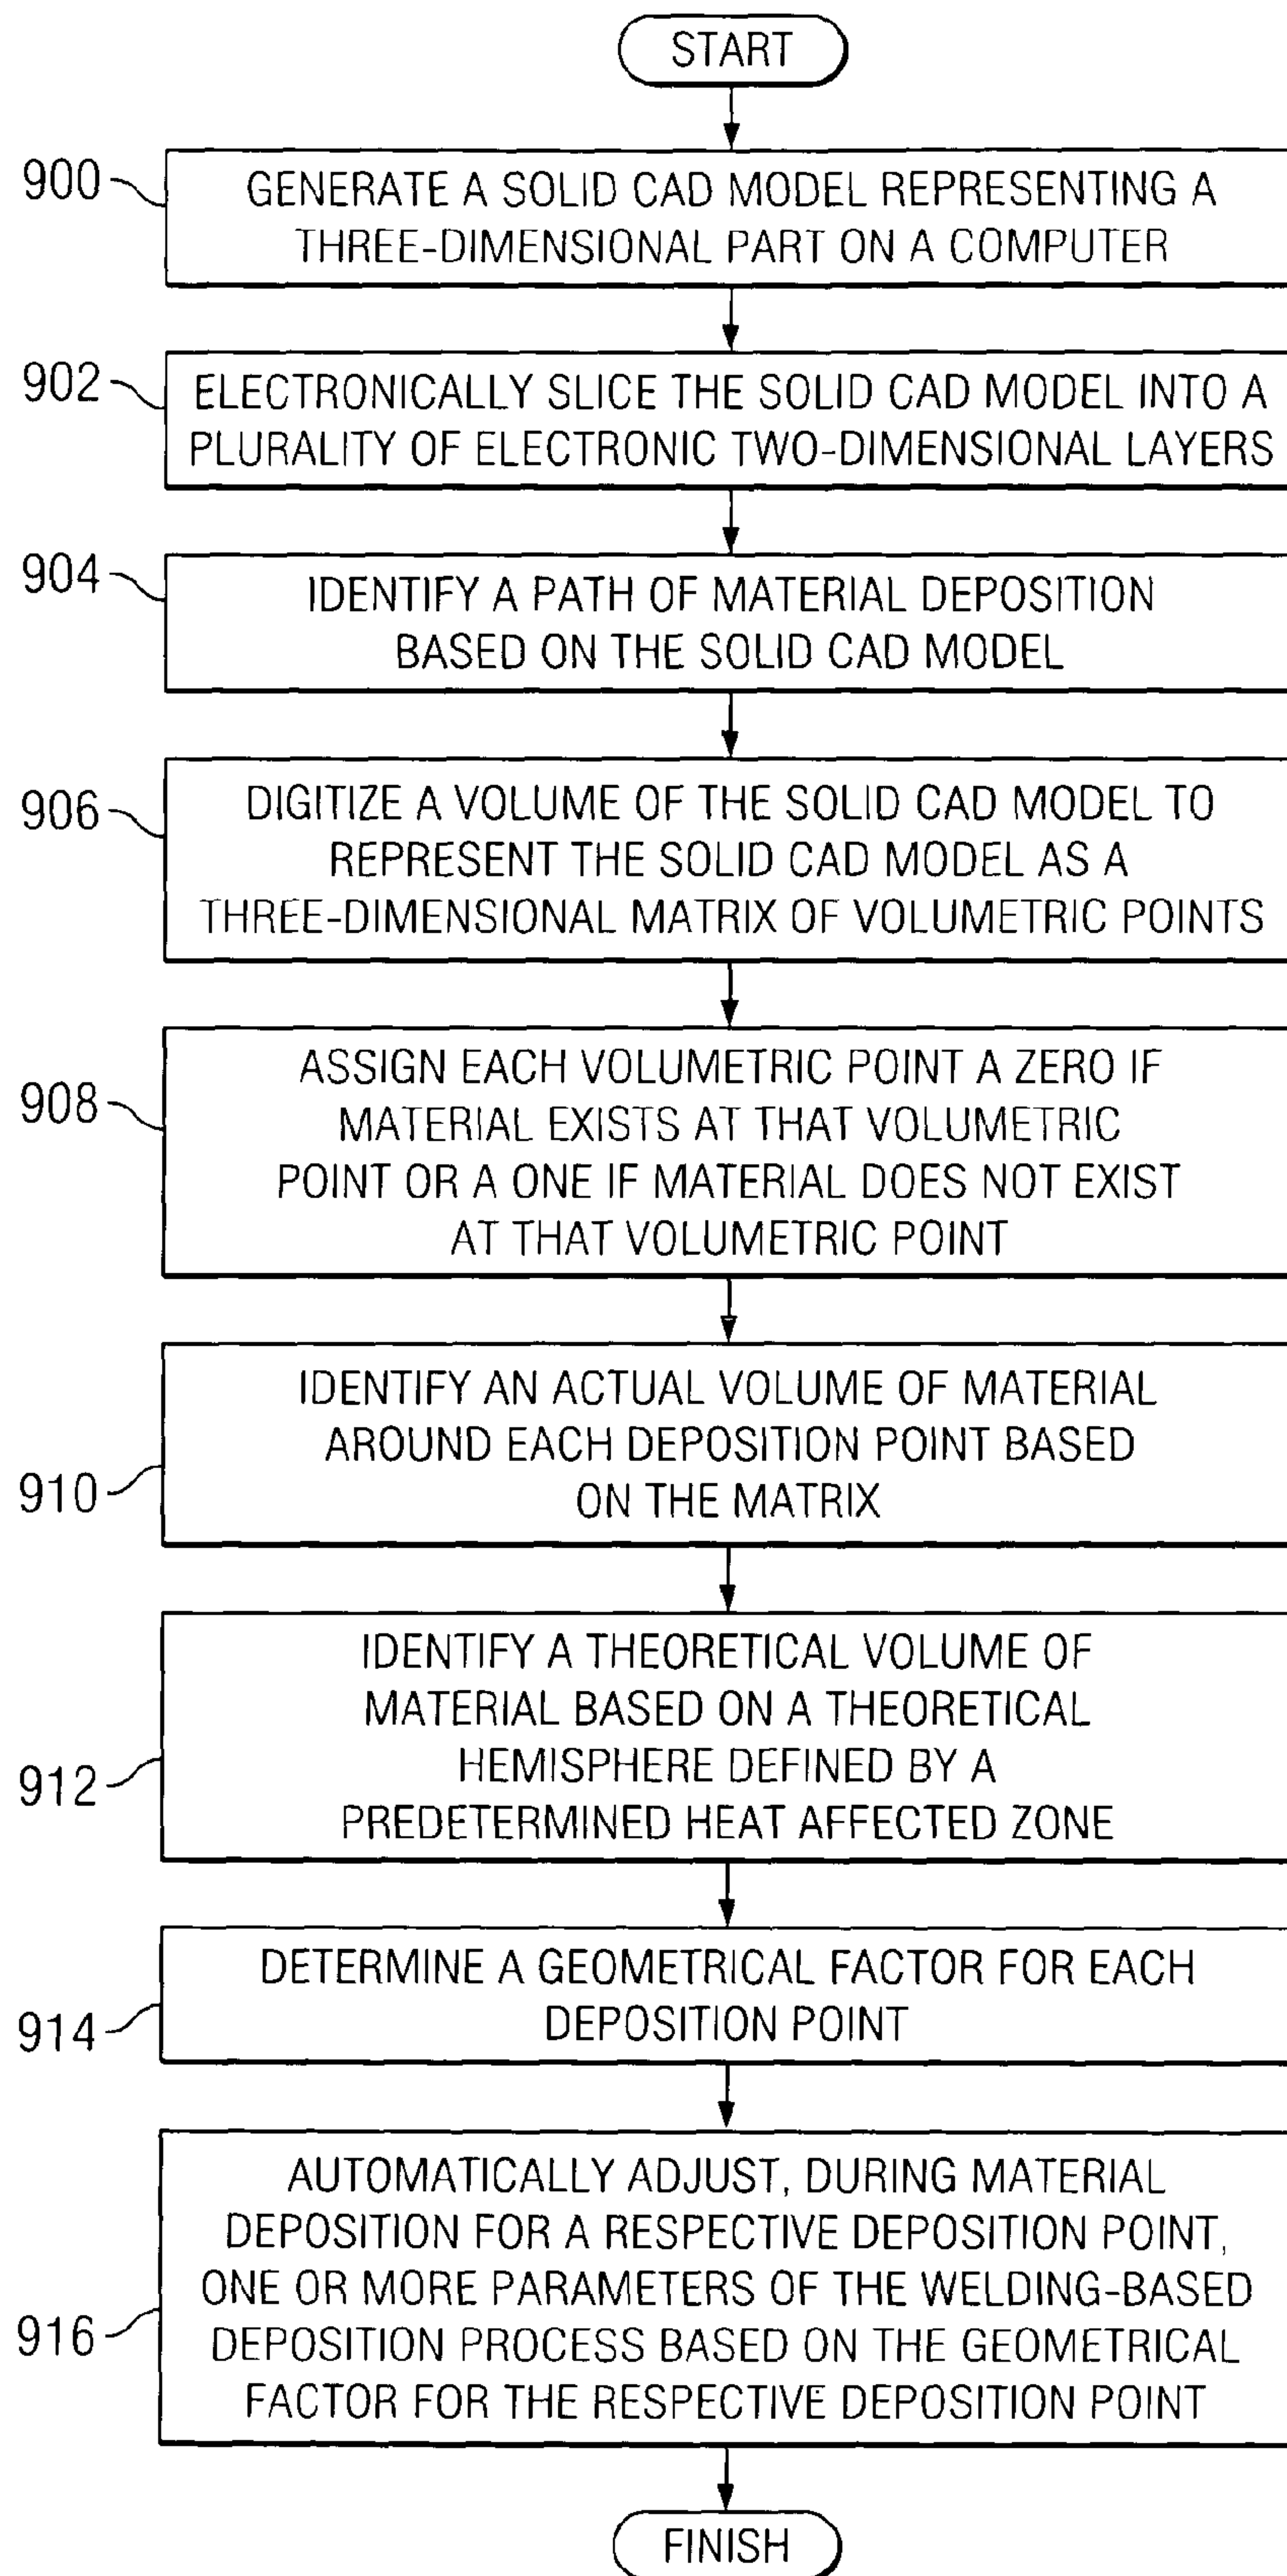 START
900
GENERATE A SOLID CAD MODEL REPRESENTING A
THREE-DIMENSIONAL PART ON A COMPUTER
902
ELECTRONICALLY SLICE THE SOLID CAD MODEL INTO A
PLURALITY OF ELECTRONIC TWO-DIMENSIONAL LAYERS
904
IDENTIFY A PATH OF MATERIAL DEPOSITION
BASED ON THE SOLID CAD MODEL
906
DIGITIZE A VOLUME OF THE SOLID CAD MODEL TO
REPRESENT THE SOLID CAD MODEL AS A
THREE-DIMENSIONAL MATRIX OF VOLUMETRIC POINTS
908
ASSIGN EACH VOLUMETRIC POINT A ZERO IF
MATERIAL EXISTS AT THAT VOLUMETRIC
POINT OR A ONE IF MATERIAL DOES NOT EXIST
AT THAT VOLUMETRIC POINT
910
IDENTIFY AN ACTUAL VOLUME OF MATERIAL
AROUND EACH DEPOSITION POINT BASED
ON THE MATRIX
912
IDENTIFY A THEORETICAL VOLUME OF
MATERIAL BASED ON A THEORETICAL
HEMISPHERE DEFINED BY A
PREDETERMINED HEAT AFFECTED ZONE
914
DETERMINE A GEOMETRICAL FACTOR FOR EACH
DEPOSITION POINT
916
AUTOMATICALLY ADJUST, DURING MATERIAL
DEPOSITION FOR A RESPECTIVE DEPOSITION POINT,
ONE OR MORE PARAMETERS OF THE WELDING-BASED
DEPOSITION PROCESS BASED ON THE GEOMETRICAL
FACTOR FOR THE RESPECTIVE DEPOSITION POINT
FINISH